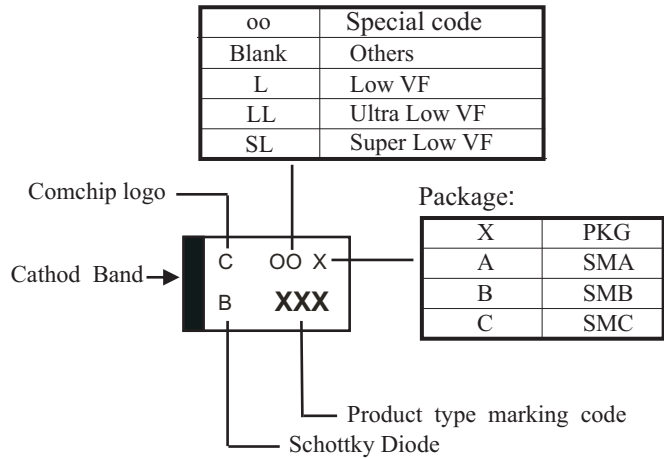 oo Special code
Blank Others
L Low VF
LL Ultra Low VF
SL Super Low VF
Comchip logo
Package:
X PKG
A SMA
B SMB
C SMC
Cathod Band
C OO X
B XXX
Product type marking code
Schottky Diode